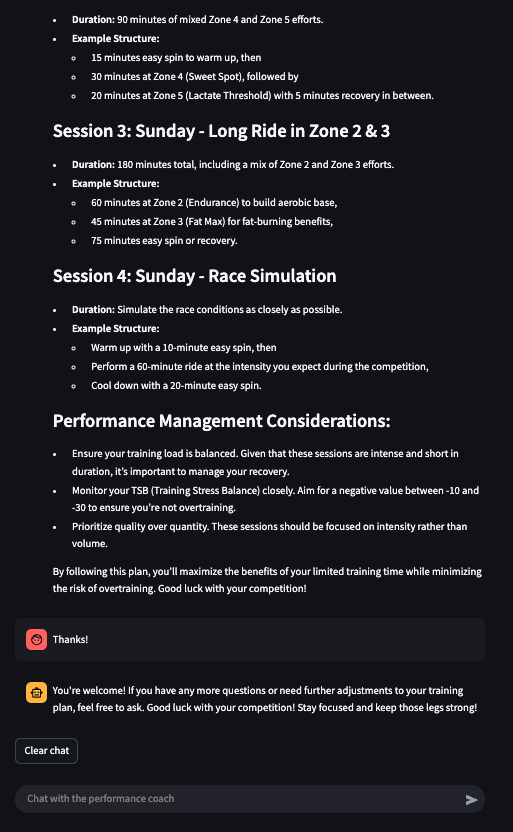 Duration: 90 minutes of mixed Zone 4 and Zone 5 efforts.
Example Structure:
15 minutes easy spin to warm up, then
30 minutes at Zone 4 (Sweet Spot), followed by
20 minutes at Zone 5 (Lactate Threshold) with 5 minutes recovery in between.
Session 3: Sunday - Long Ride in Zone 2 & 3
Duration: 180 minutes total, including a mix of Zone 2 and Zone 3 efforts.
Example Structure:
60 minutes at Zone 2 (Endurance) to build aerobic base,
45 minutes at Zone 3 (Fat Max) for fat-burning benefits,
75 minutes easy spin or recovery.
Session 4: Sunday - Race Simulation
Duration: Simulate the race conditions as closely as possible.
Example Structure:
Warm up with a 10-minute easy spin, then
Perform a 60-minute ride at the intensity you expect during the competition,
Cool down with a 20-minute easy spin.
Performance Management Considerations:
Ensure your training load is balanced. Given that these sessions are intense and short in
duration, it's important to manage your recovery.
Monitor your TSB (Training Stress Balance) closely. Aim for a negative value between -10 and
-30 to ensure you're not overtraining.
Prioritize quality over quantity. These sessions should be focused on intensity rather than
volume.
By following this plan, you'll maximize the benefits of your limited training time while minimizing
the risk of overtraining. Good luck with your competition!
Thanks!
You're welcome! If you have any more questions or need further adjustments to your training
plan, feel free to ask. Good luck with your competition! Stay focused and keep those legs strong!
Clear chat
Chat with the performance coach